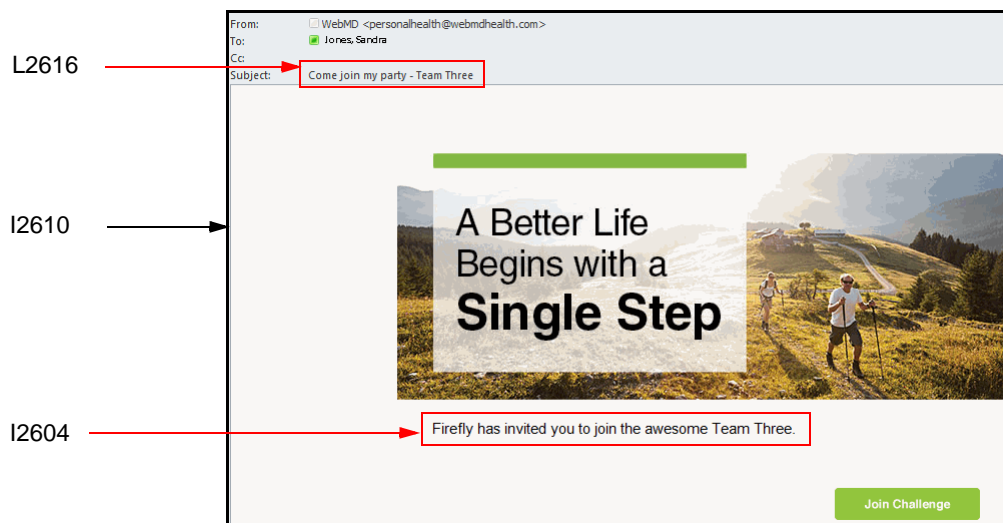 From: WebMD <personalhealth@webmdhealth.com>
To: Jones, Sandra
Cc:
L2616
Subject: Come join my party - Team Three
A Better Life
I2610
Begins with a
Single Step
I2604
Firefly has invited you to join the awesome Team Three.
Join Challenge